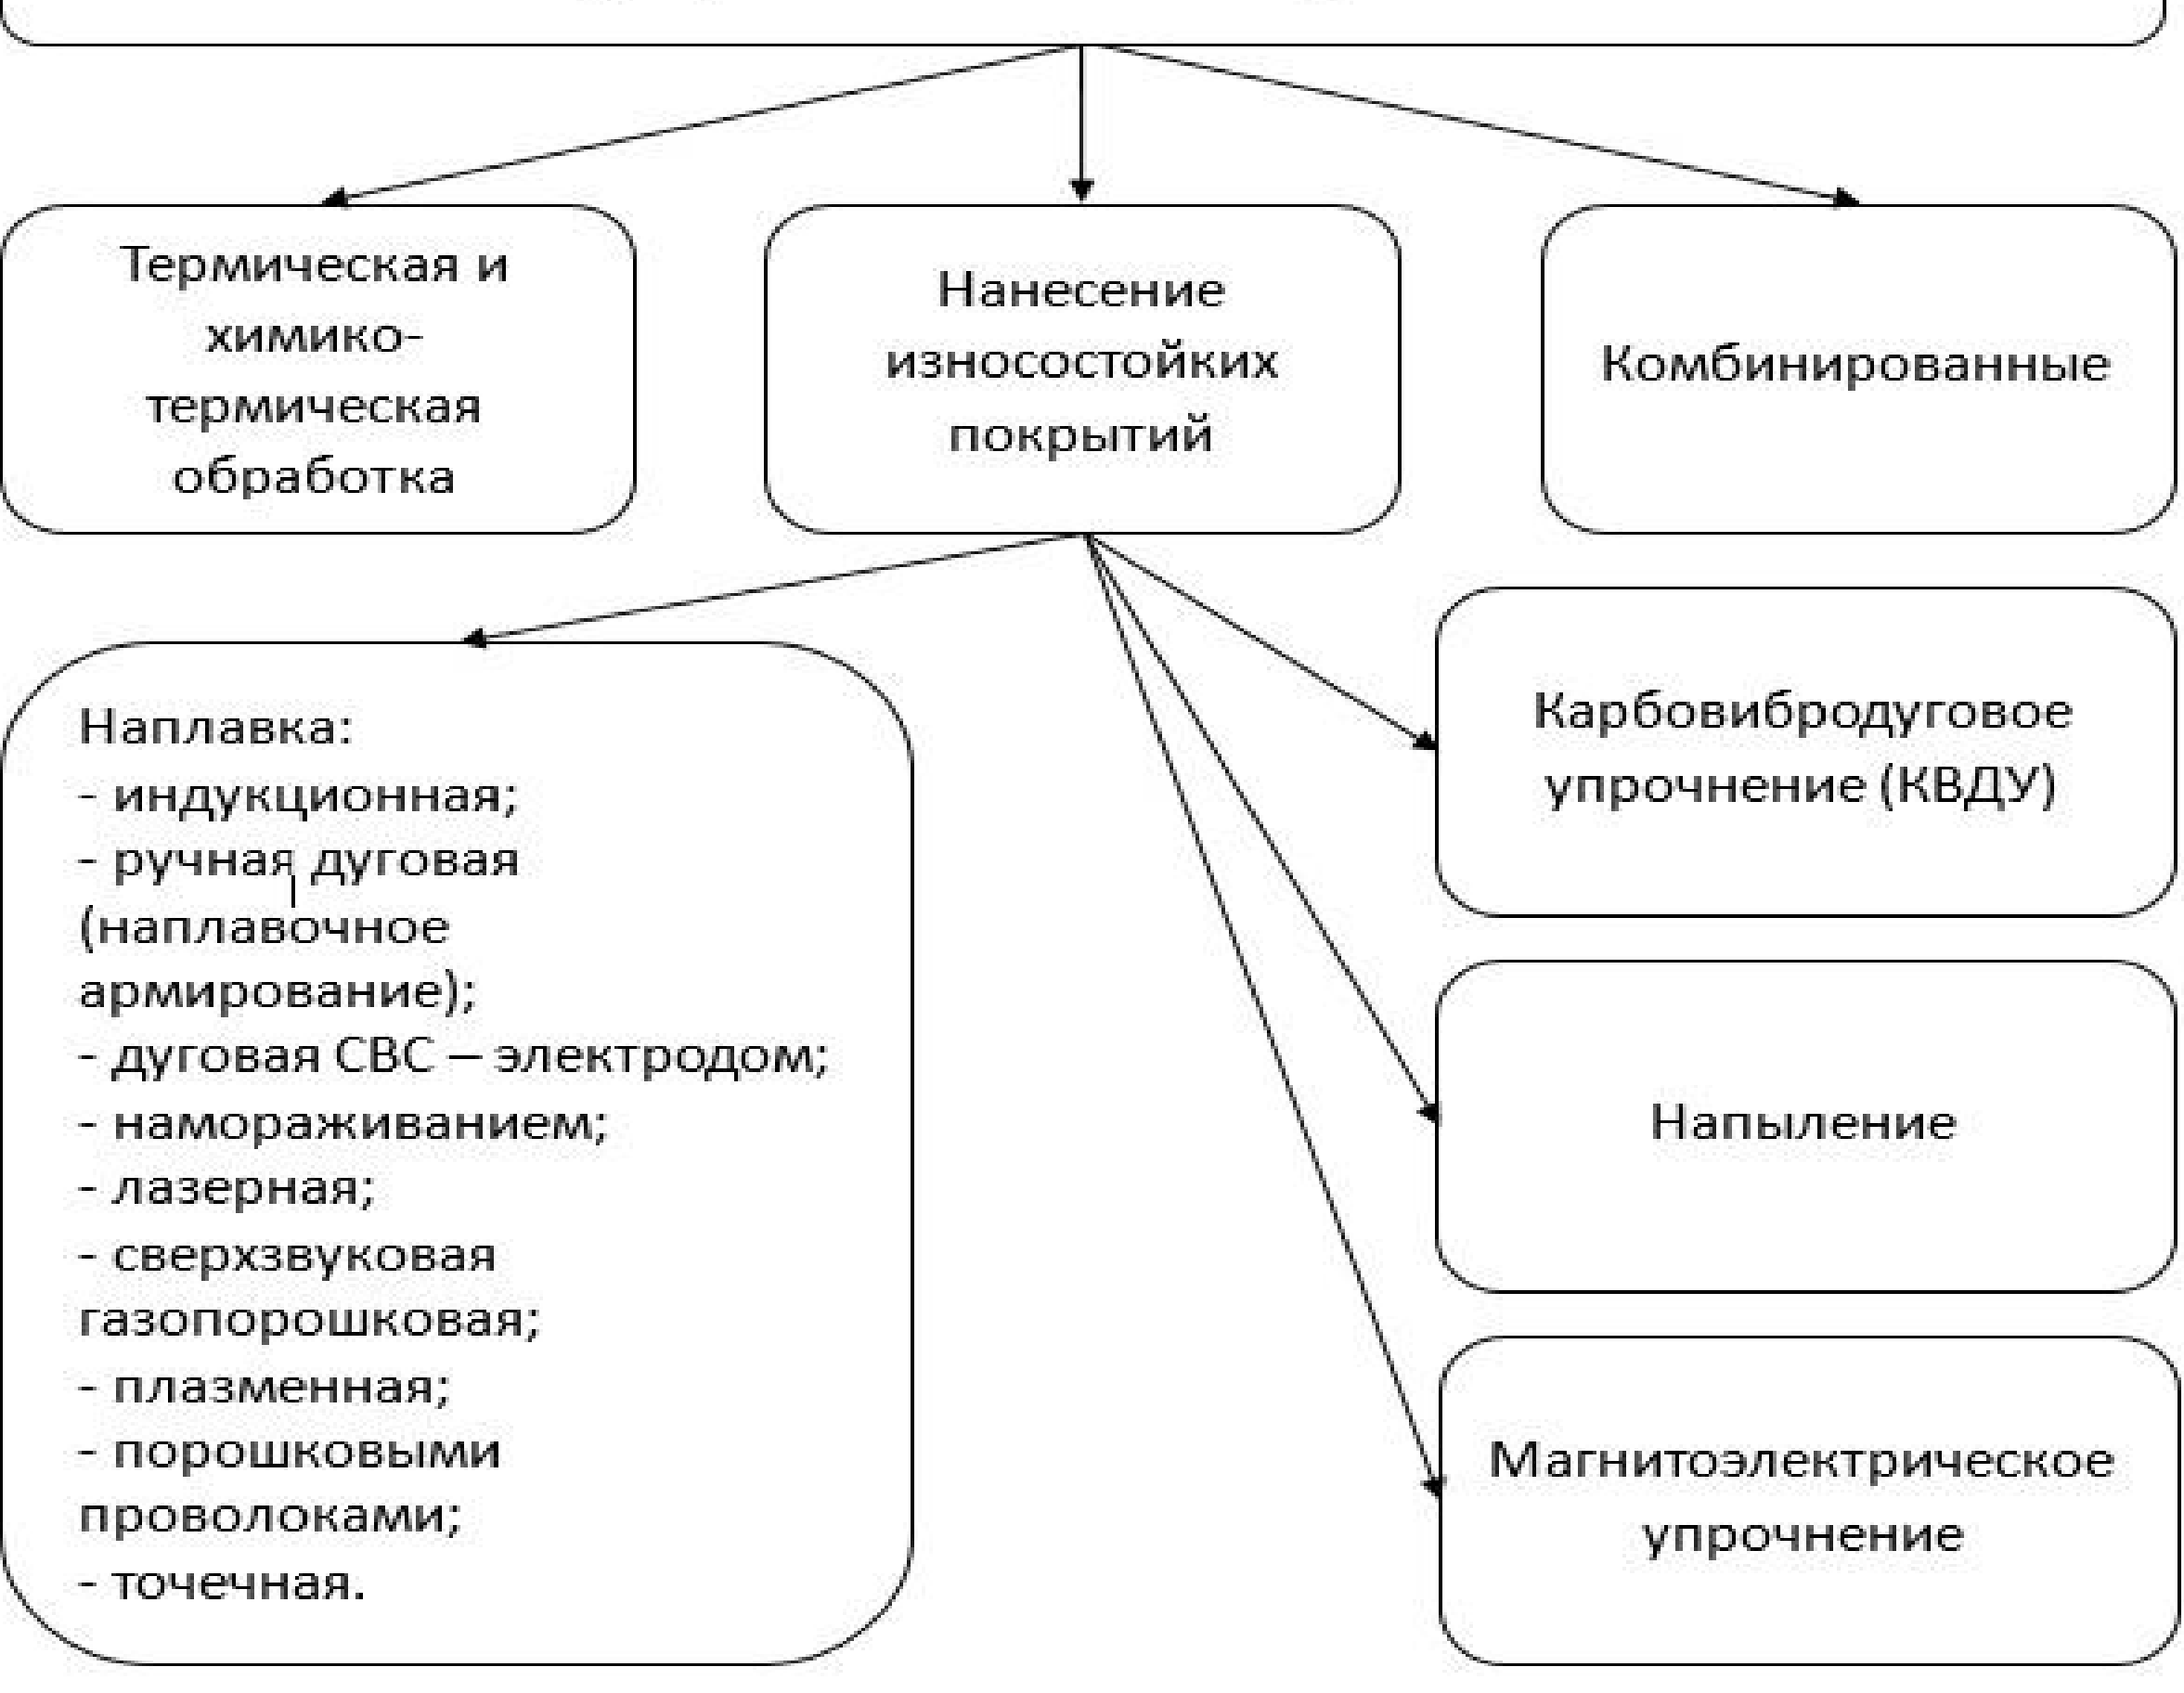 Термическая и
химико-
термическая
обработка
Нанесение
износостойких
покрытий
Комбинированные
Наплавка:
- индукционная;
- ручная дуговая
(наплавочное
армирование);
- дуговая СВС – электродом;
- намораживанием;
- лазерная;
- сверхзвуковая
газопорошковая;
- плазменная;
- порошковыми
проволоками;
- точечная.
Карбовибродуговое
упрочнение (КВДУ)
Напыление
Магнитоэлектрическое
упрочнение